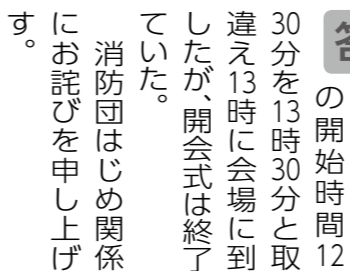 の開始時間12
30分を13時30分と取
違え13時に会場に到
したが、開会式は終了
ていた。
消防団はじめ関係
にお詫びを申し上げ
す。